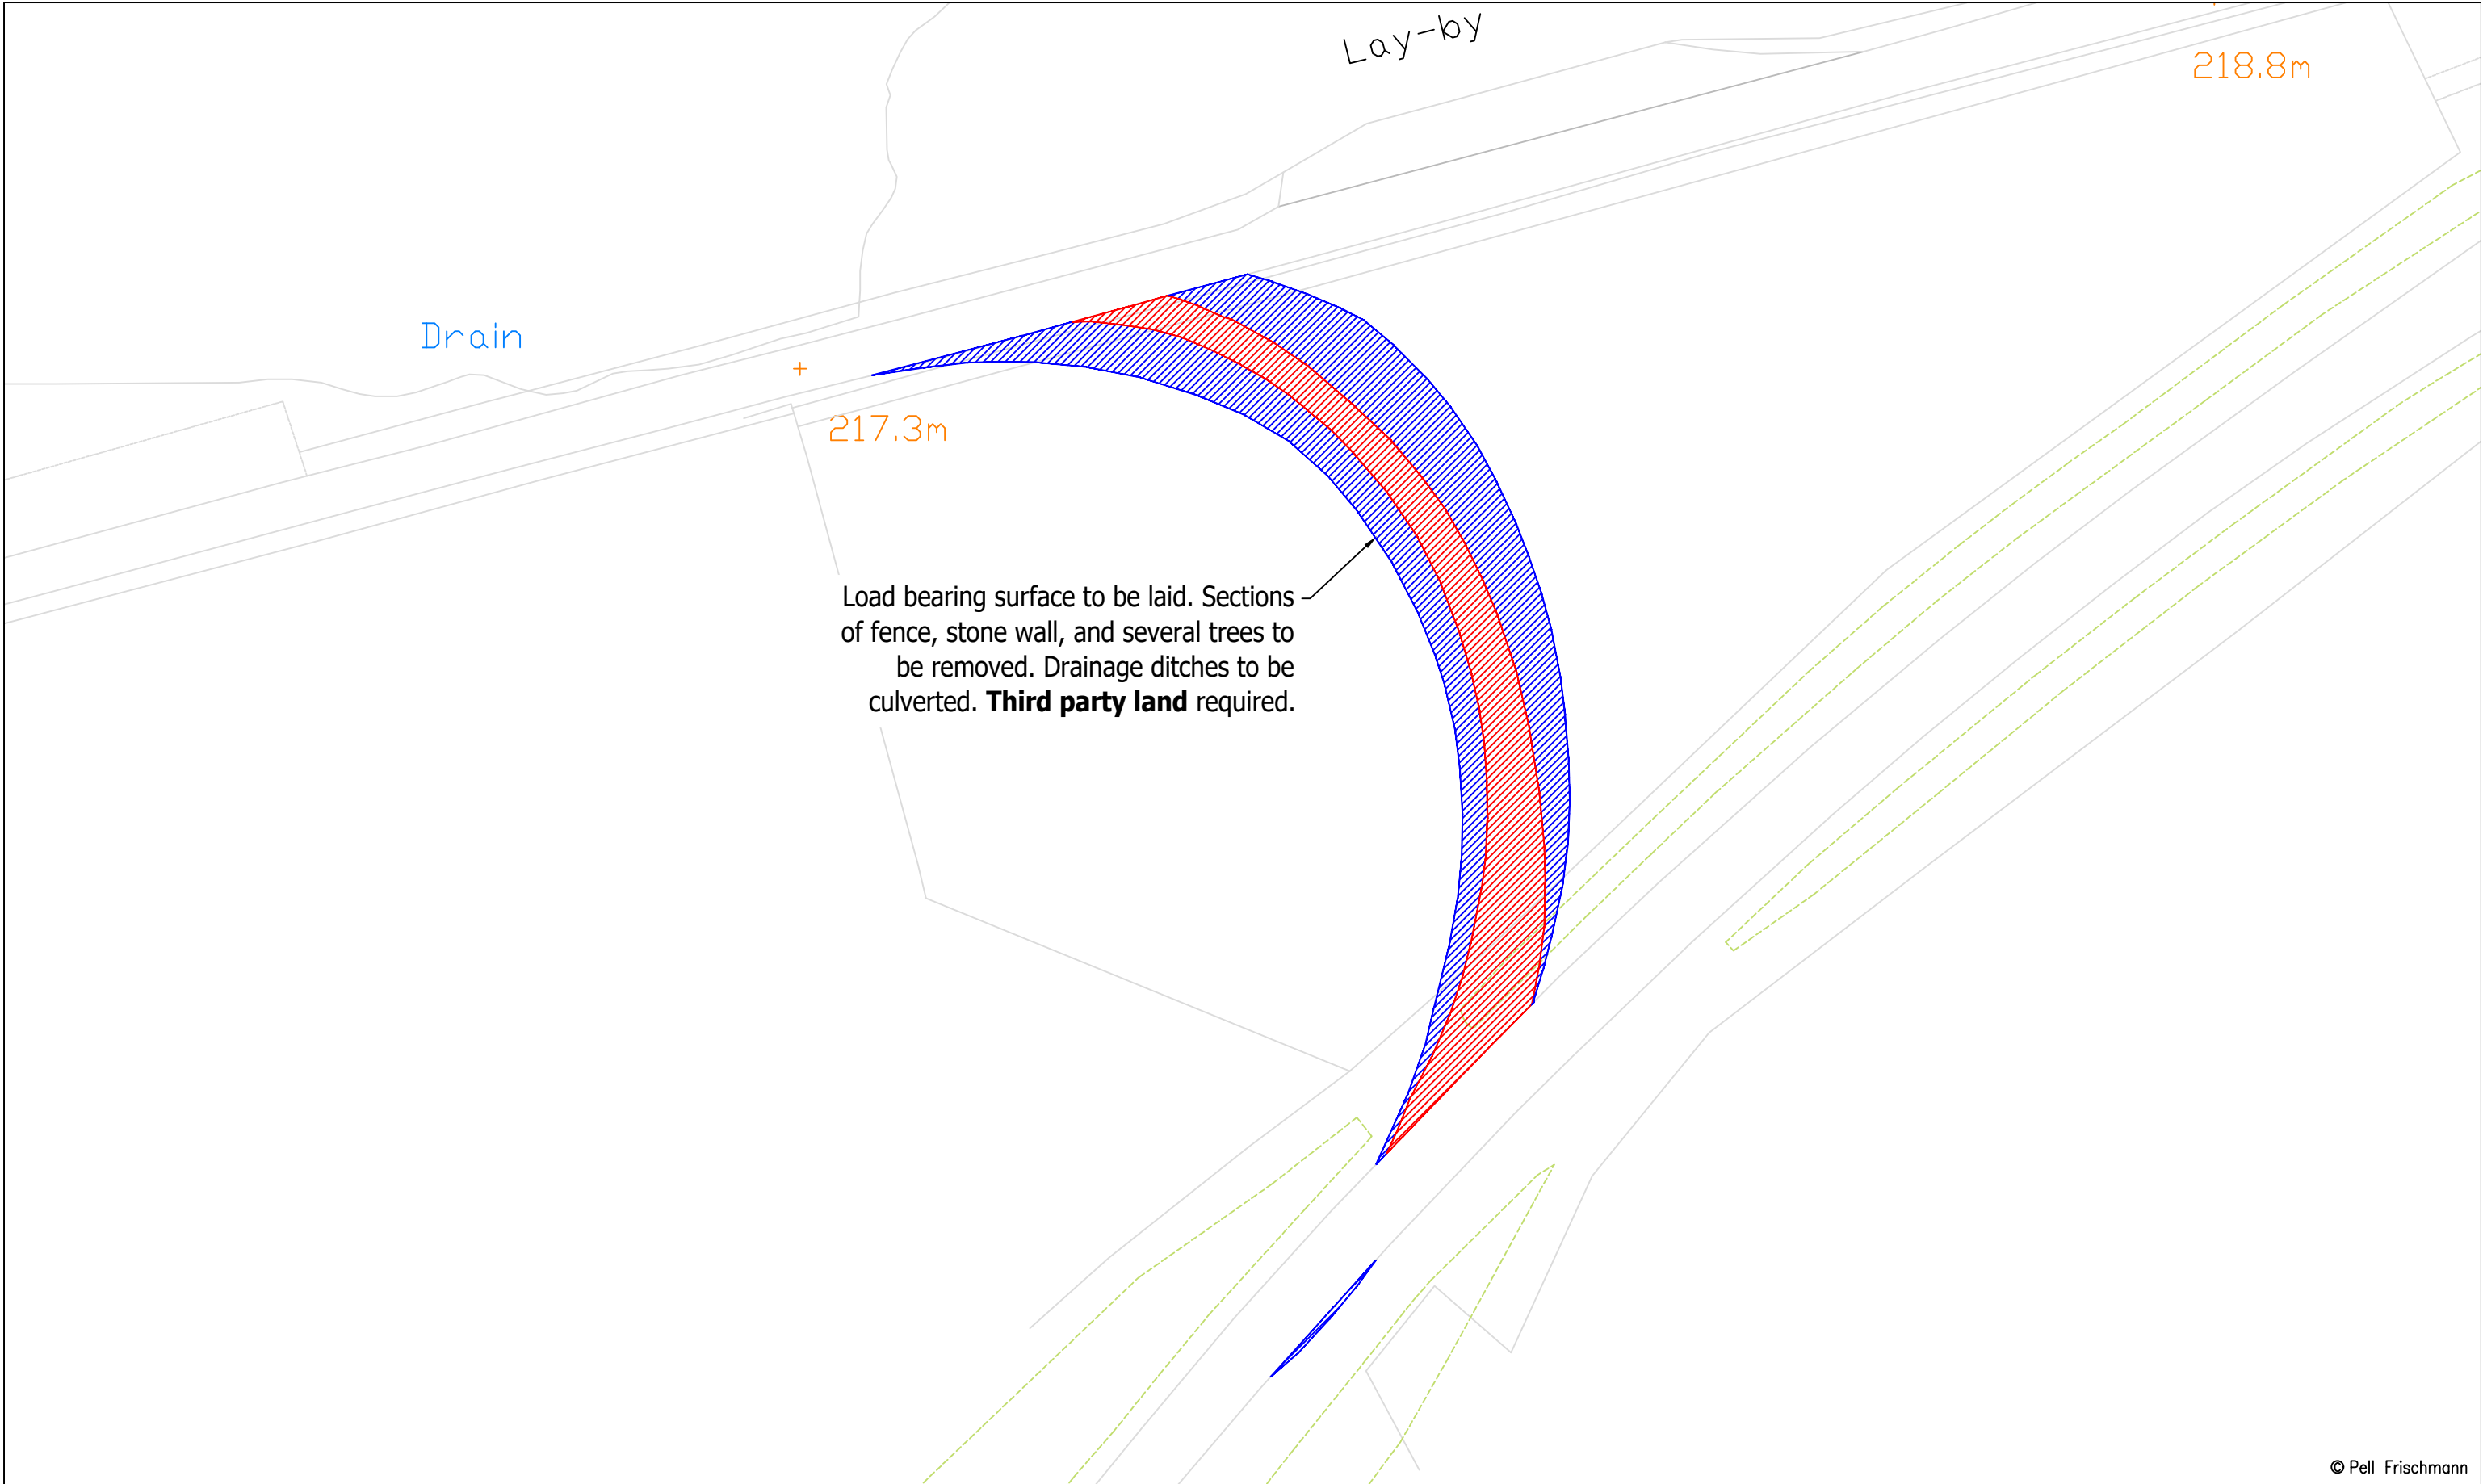 Lay-by
218.8m
Drain
217.3m
Load bearing surface to be laid. Sections
of fence, stone wall, and several trees to
be removed. Drainage ditches to be
culverted. Third party land required.
© Pell Frischmann